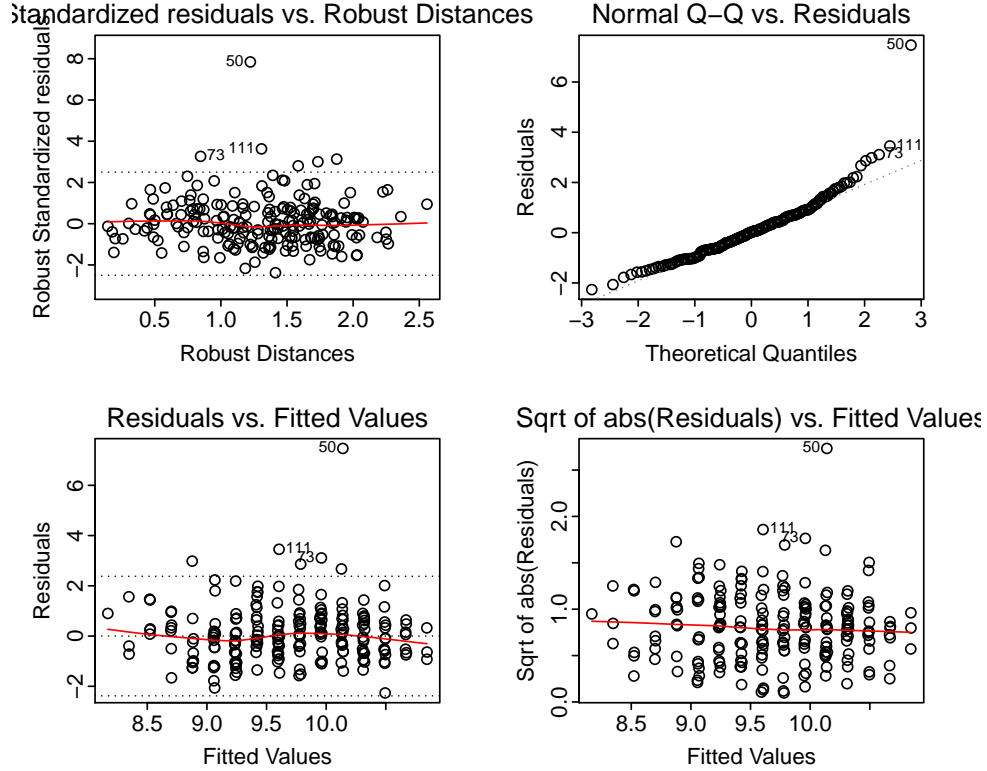 Standardized residuals vs. Robust Distances
Robust Standardized residuals
8
6
4
2
0
−2
50
73
111
0.5 1.0 1.5 2.0 2.5
Robust Distances
Normal Q−Q vs. Residuals
Residuals
6
4
2
0
−2
50
111
73
−3 −2 −1 0 1 2 3
Theoretical Quantiles
Residuals vs. Fitted Values
Residuals
6
4
2
0
−2
50
111
73
8.5 9.0 9.5 10.0
Fitted Values
Sqrt of abs(Residuals) vs. Fitted Values
Sqrt of abs(Residuals)
2.0
1.0
0.0
50
111
73
8.5 9.0 9.5 10.0
Fitted Values